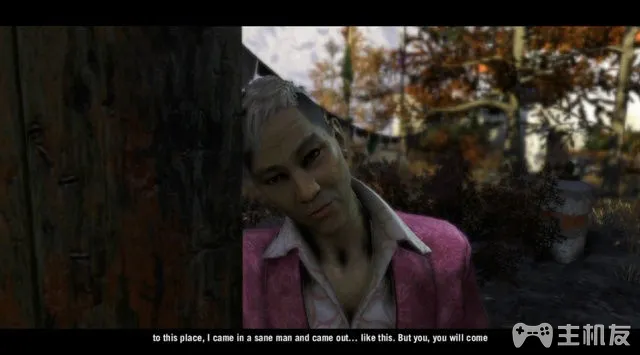 to this place, I came in a sane man and came out... like this. But you, you will come
主机友